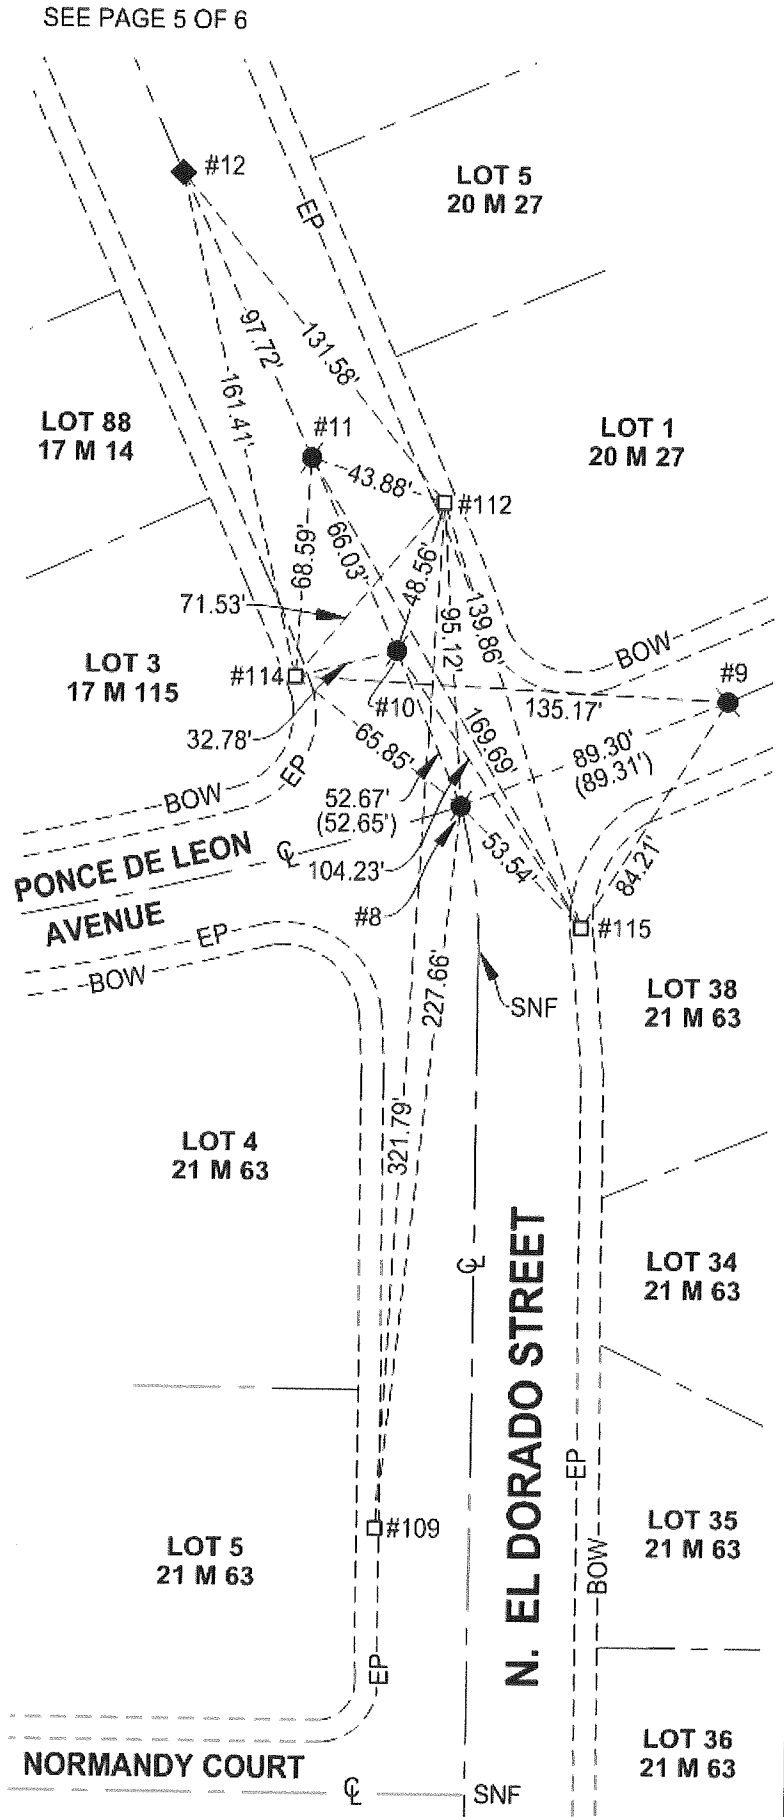 SEE PAGE 5 OF 6
#12
LOT 5
20 M 27
EP
97.72'
131.58'
161.41'
LOT 88
17 M 14
#11
LOT 1
20 M 27
43.88'
#112
68.59'
66.03'
48.56'
71.53'
95.12'
139.86'
BOW
LOT 3
17 M 115
#114
#9
#10
135.17'
32.78'
65.85'
169.69'
89.30'
(89.31')
EP
BOW
52.67'
(52.65')
PONCE DE LEON
AVENUE
℄
104.23'
53.54'
84.21'
#8
#115
EP
BOW
227.66'
SNF
LOT 38
21 M 63
321.79'
LOT 4
21 M 63
℄
LOT 34
21 M 63
N. EL DORADO STREET
EP
#109
LOT 5
21 M 63
LOT 35
21 M 63
BOW
EP
LOT 36
21 M 63
NORMANDY COURT
℄
SNF